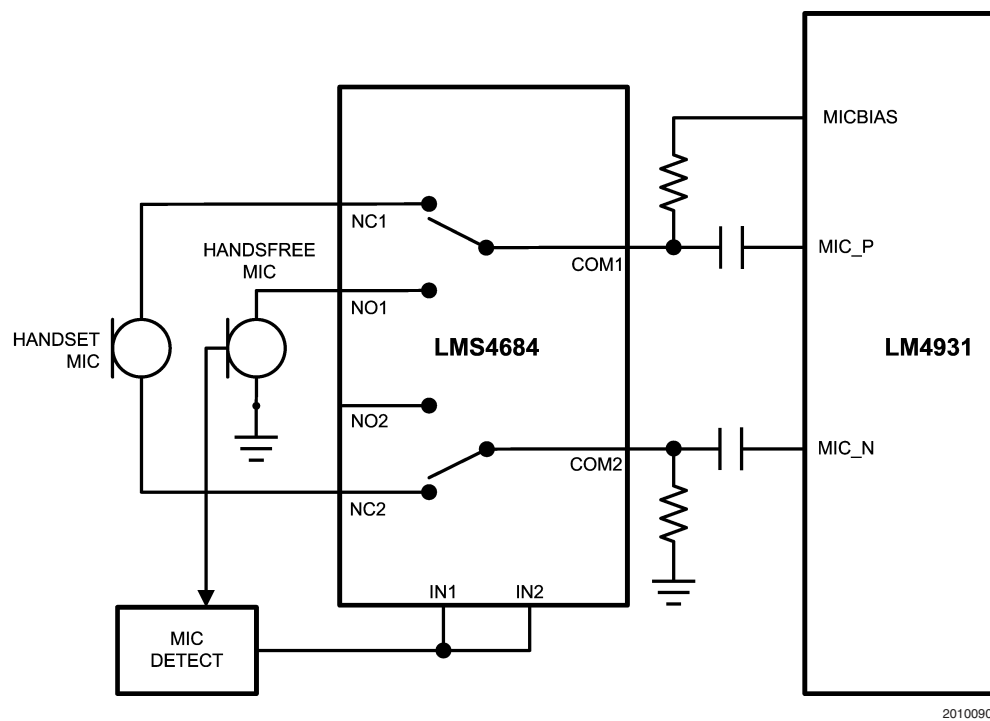 MICBIAS
NC1
HANDSFREE
MIC
COM1
MIC_P
NO1
HANDSET
MIC
LMS4684
LM4931
NO2
COM2
MIC_N
NC2
IN1
IN2
MIC
DETECT